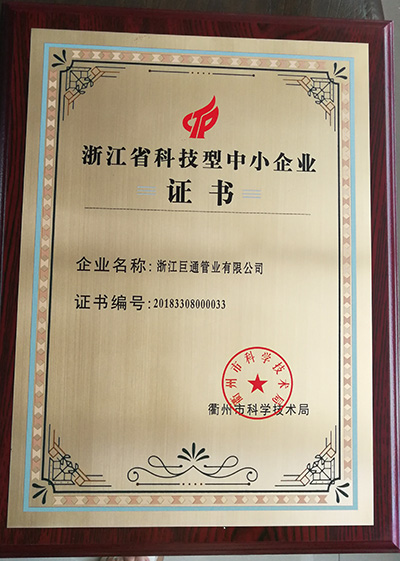 浙江省科技型中小企业
证书
企业名称:浙江巨通管业有限公司
证书编号:20183308000033
衢州市科学技术局
衢州市科学技术局